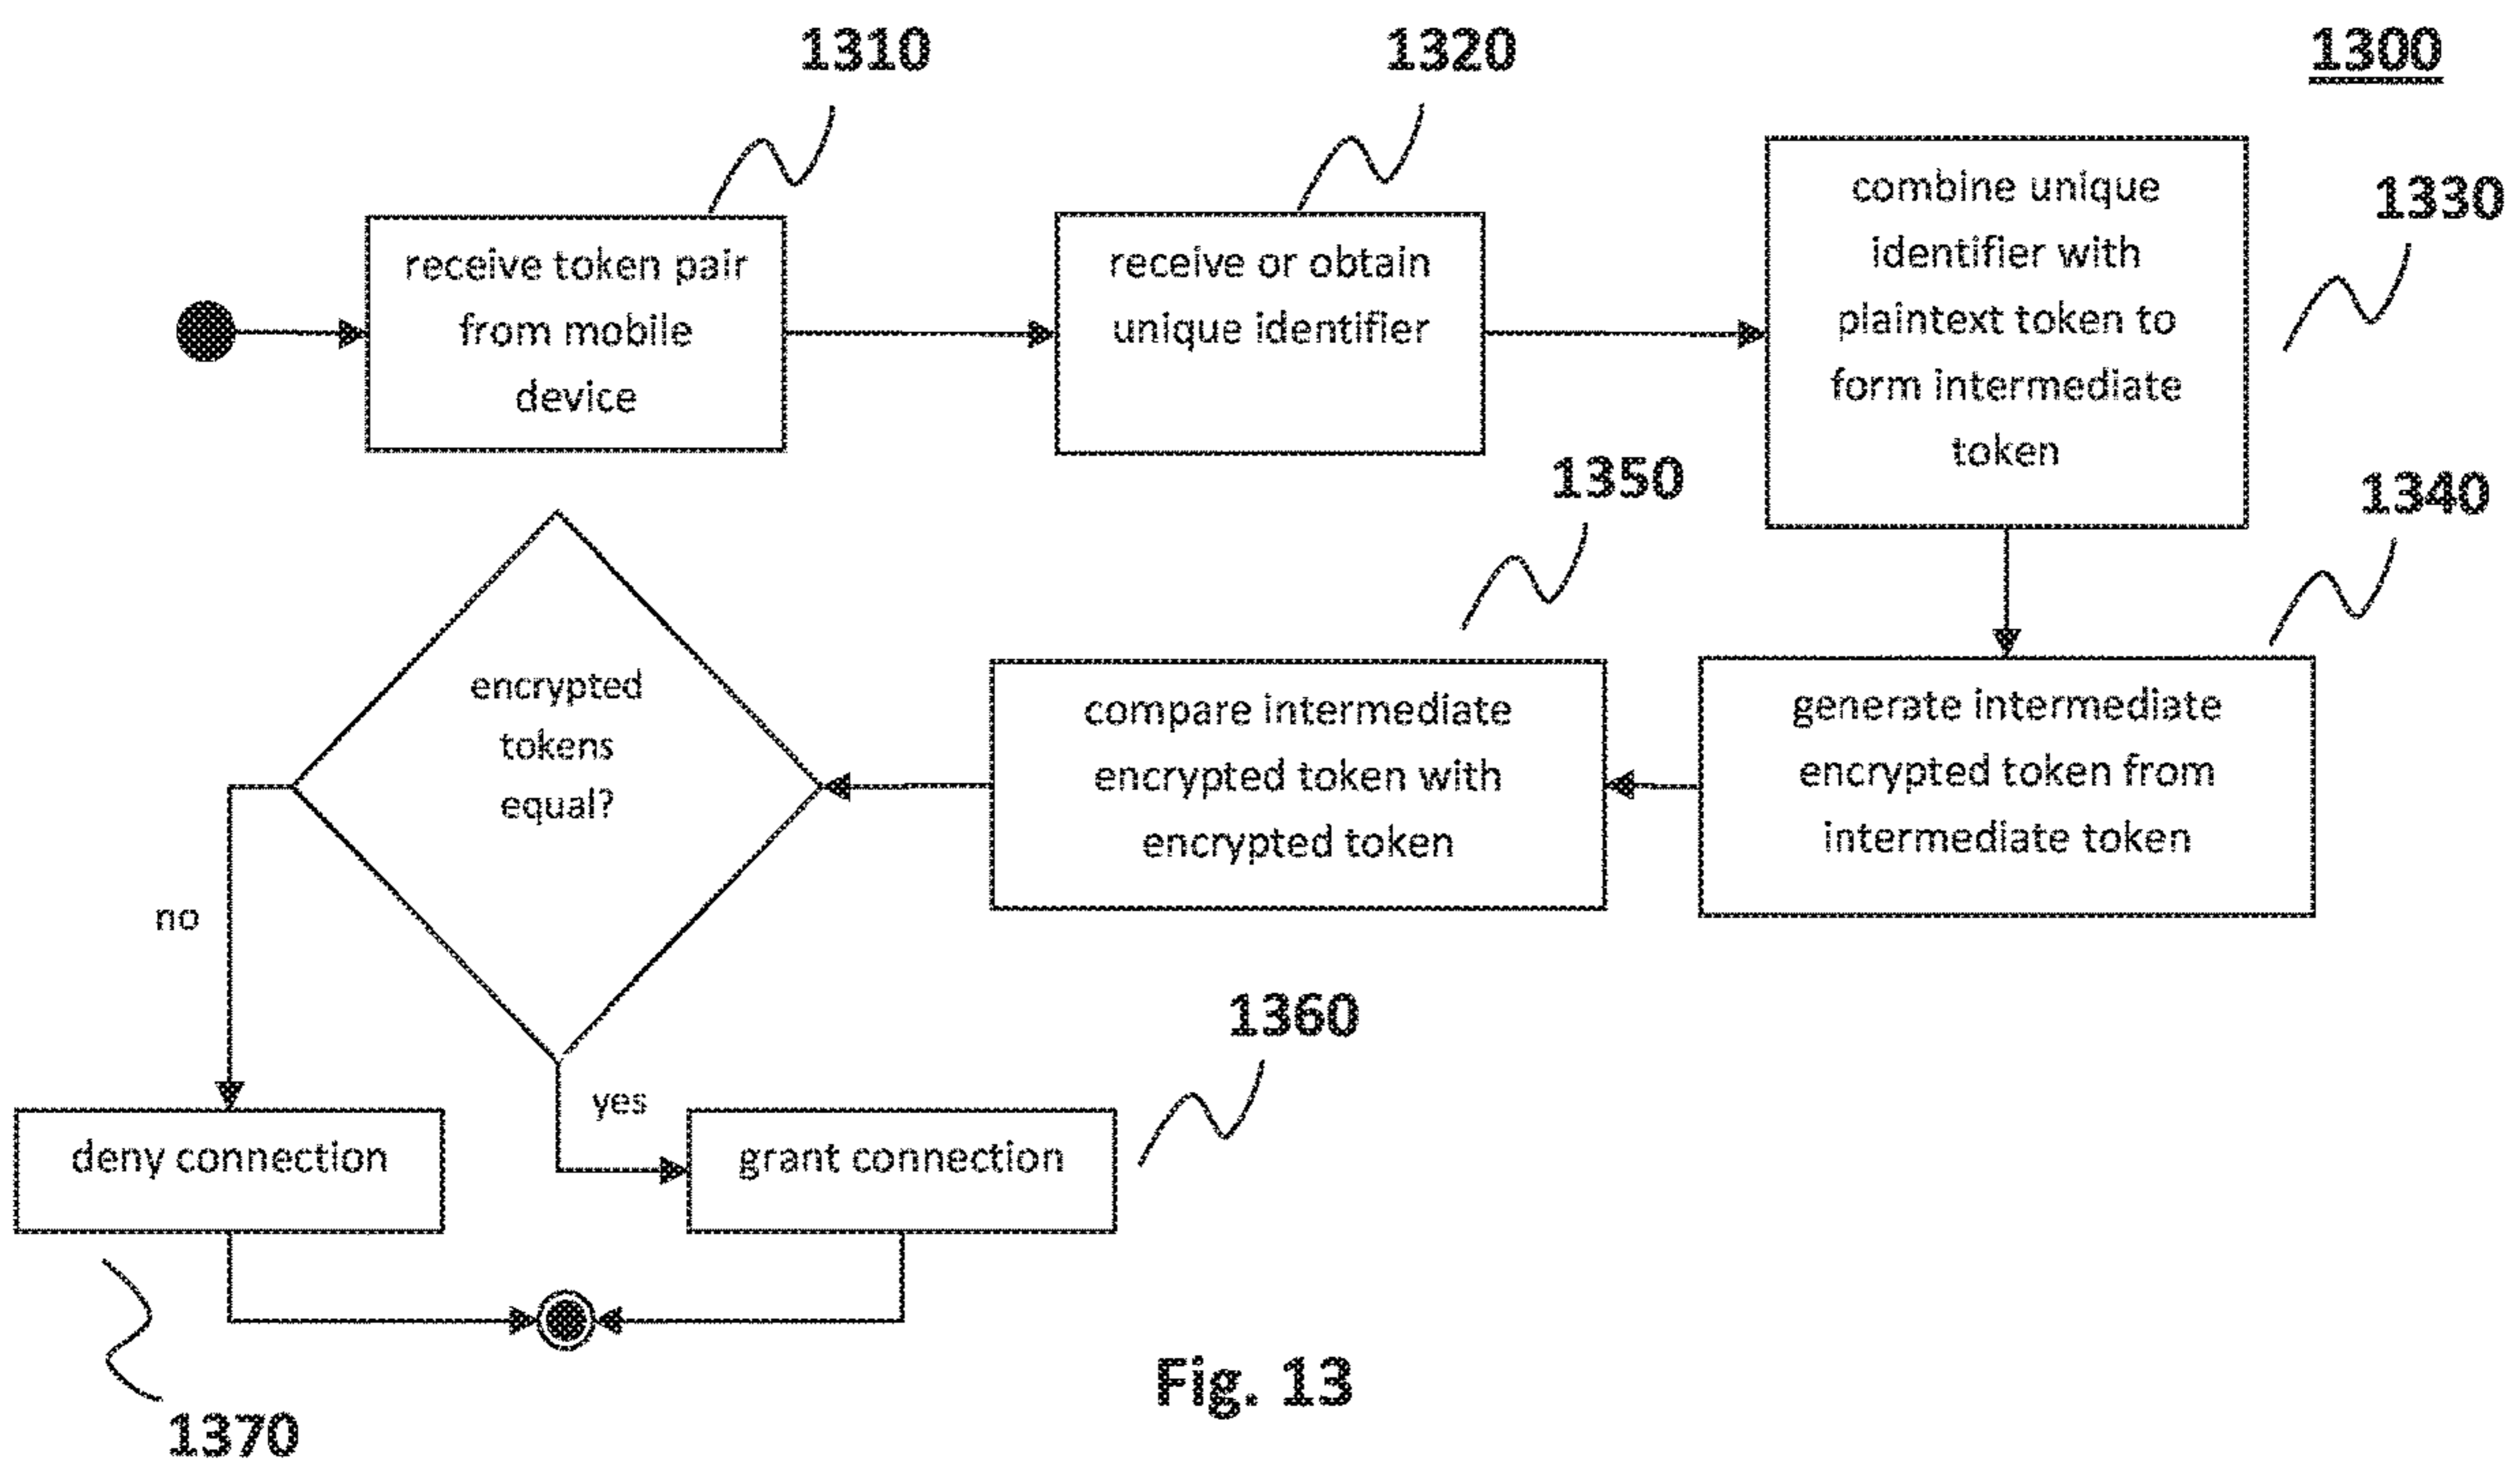 1310
1320
1300
receive token pair
from mobile
device
receive or obtain
unique identifier
combine unique
identifier with
plaintext token to
form intermediate
token
1330
1350
1340
encrypted
tokens
equal?
compare intermediate
encrypted token with
encrypted token
generate intermediate
encrypted token from
intermediate token
no
1360
yes
deny connection
grant connection
Fig. 13
1370